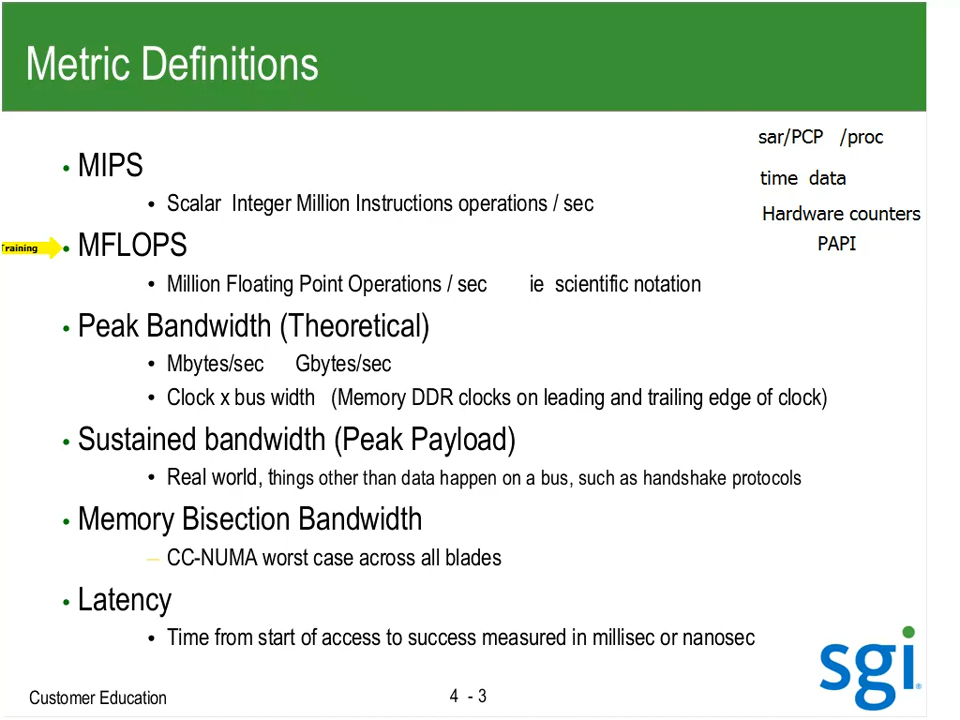 Metric Definitions
sar/PCP /proc
time data
Hardware counters
PAPI
• MIPS
• Scalar Integer Million Instructions operations / sec
Training
• MFLOPS
• Million Floating Point Operations / sec ie scientific notation
• Peak Bandwidth (Theoretical)
• Mbytes/sec Gbytes/sec
• Clock x bus width (Memory DDR clocks on leading and trailing edge of clock)
• Sustained bandwidth (Peak Payload)
• Real world, things other than data happen on a bus, such as handshake protocols
• Memory Bisection Bandwidth
– CC-NUMA worst case across all blades
• Latency
• Time from start of access to success measured in millisec or nanosec
sgi®
Customer Education
4 - 3